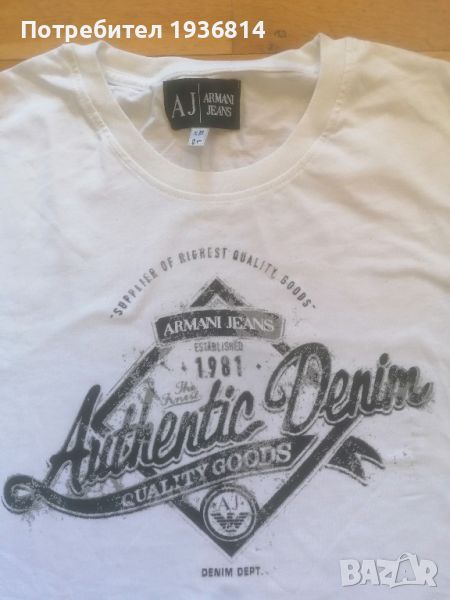 Потребител 1936814
AJ | ARMANI JEANS
-SUPPLIER OF HIGHEST QUALITY GOODS-
ARMANI JEANS
ESTABLISHED
1981
The Finest
Authentic Denim
QUALITY GOODS
AJ
DENIM DEPT.
BAZAR